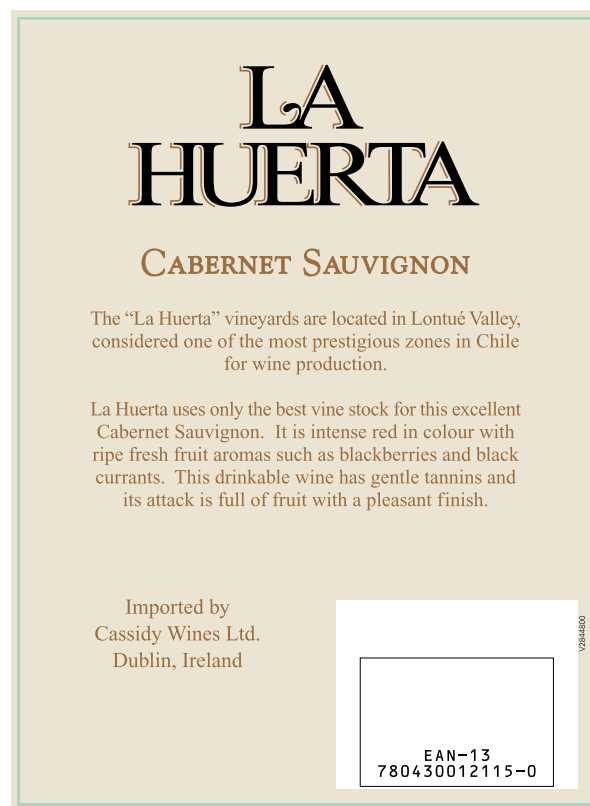 LA
HUERTA
CABERNET SAUVIGNON
The “La Huerta” vineyards are located in Lontué Valley,
considered one of the most prestigious zones in Chile
for wine production.
La Huerta uses only the best vine stock for this excellent
Cabernet Sauvignon.  It is intense red in colour with
ripe fresh fruit aromas such as blackberries and black
currants.  This drinkable wine has gentle tannins and
its attack is full of fruit with a pleasant finish.
Imported by
Cassidy Wines Ltd.
Dublin, Ireland
V2844800
EAN-13
780430012115-0